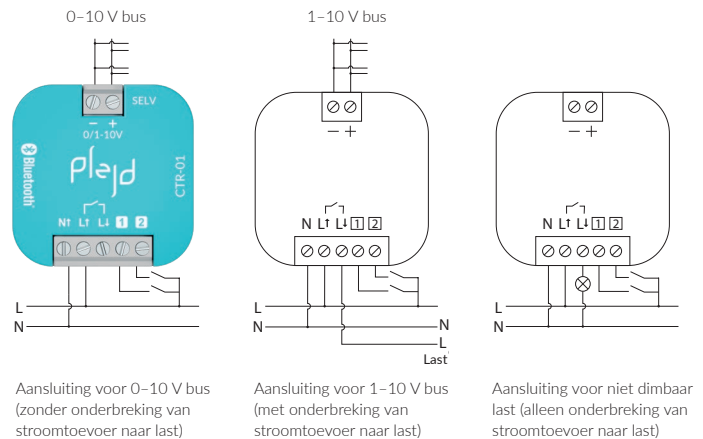 0–10 V bus
1–10 V bus
SELV
− +
0/1-10V
Bluetooth®
plejd
CTR-01
N↑ L↑ L↓ 1 2
L
N
− +
N L↑ L↓ 1 2
L
N
N
L
Last
− +
N L↑ L↓ 1 2
L
N
Aansluiting voor 0–10 V bus
(zonder onderbreking van
stroomtoevoer naar last)
Aansluiting voor 1–10 V bus
(met onderbreking van
stroomtoevoer naar last)
Aansluiting voor niet dimbaar
last (alleen onderbreking van
stroomtoevoer naar last)